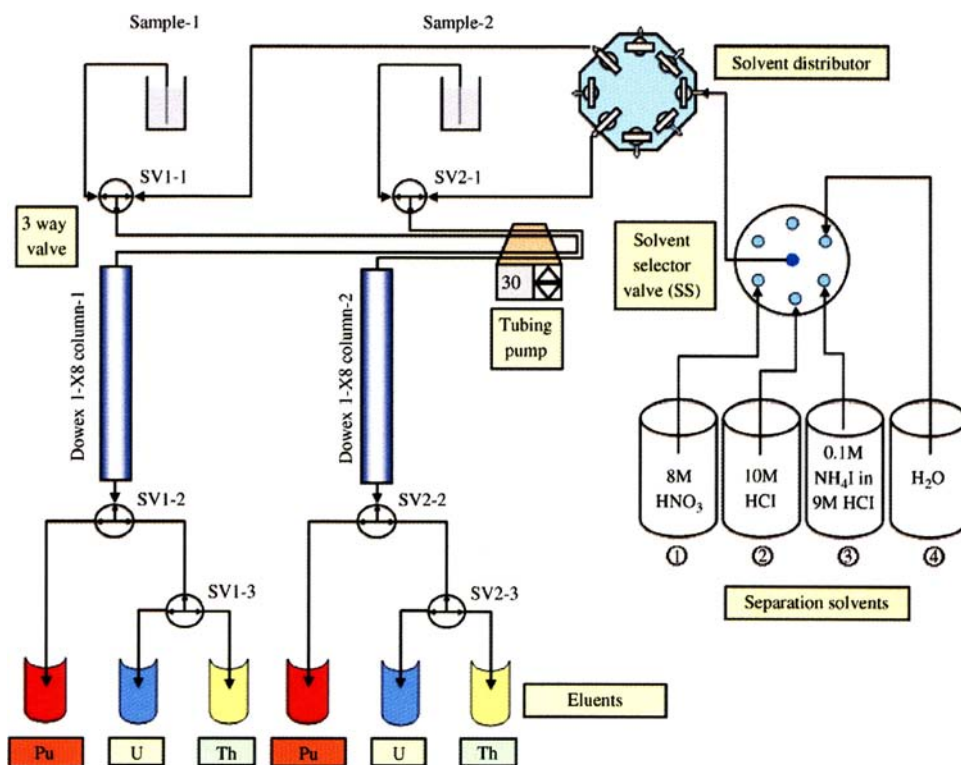 Sample-1
Sample-2
Solvent distributor
SV1-1
SV2-1
3 way
valve
Solvent
selector
valve (SS)
30
Tubing
pump
Dowex 1-X8 column-1
Dowex 1-X8 column-2
8M
HNO₃
10M
HCl
0.1M
NH₄I in
9M HCl
H₂O
①
②
③
④
SV1-2
SV2-2
SV1-3
SV2-3
Separation solvents
Eluents
Pu
U
Th
Pu
U
Th